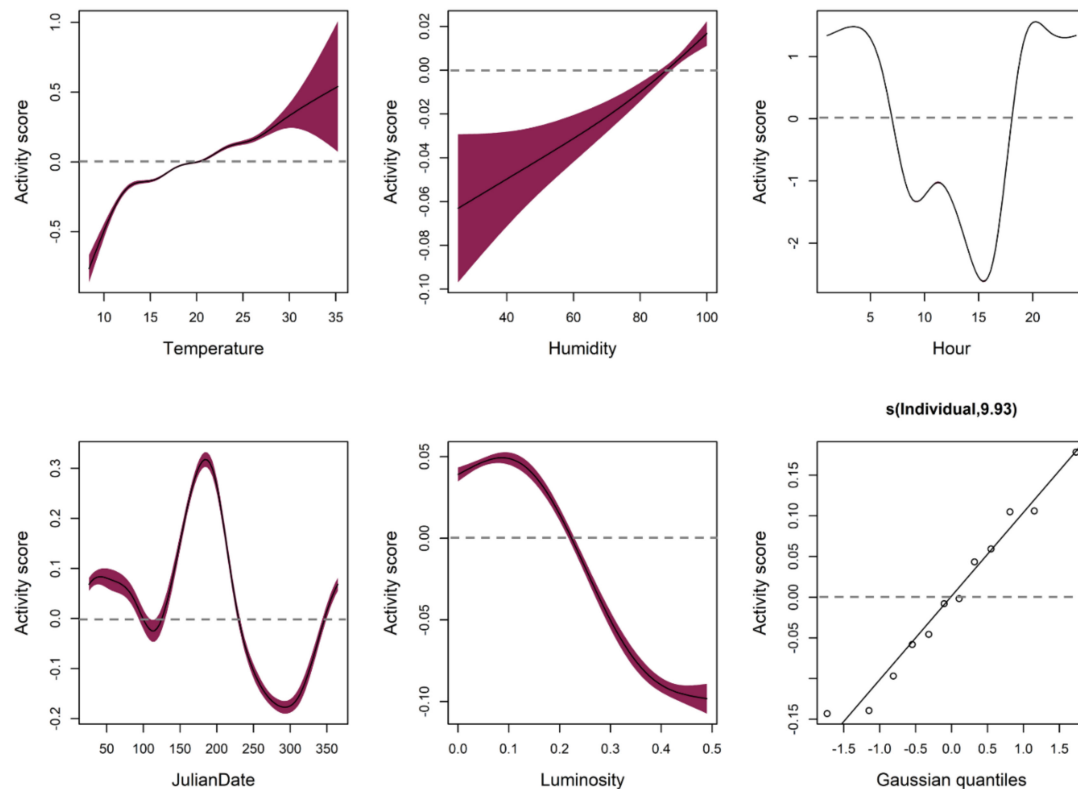 Activity score
1.0
0.5
0.0
-0.5
10 15 20 25 30 35
Temperature
Activity score
0.02
0.00
-0.02
-0.04
-0.06
-0.08
-0.10
40 60 80 100
Humidity
Activity score
1
0
-1
-2
5 10 15 20
Hour
Activity score
0.3
0.2
0.1
0.0
-0.1
-0.2
50 100 150 200 250 300 350
JulianDate
Activity score
0.05
0.00
-0.05
-0.10
0.0 0.1 0.2 0.3 0.4 0.5
Luminosity
s(Individual,9.93)
Activity score
0.15
0.10
0.05
0.00
-0.05
-0.15
-1.5 -1.0 -0.5 0.0 0.5 1.0 1.5
Gaussian quantiles